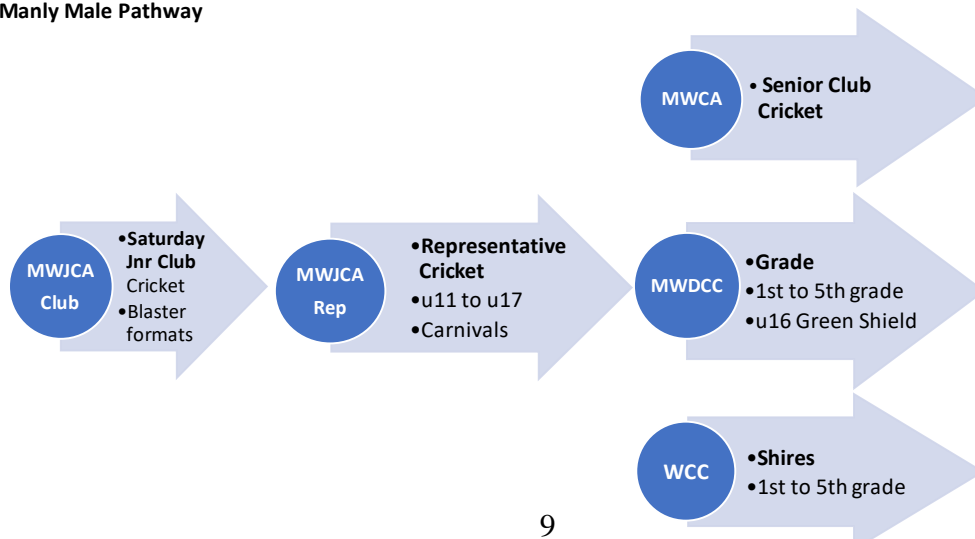 Manly Male Pathway
MWCA
• Senior Club
Cricket
MWJCA
Club
•Saturday
Jnr Club
Cricket
•Blaster
formats
MWJCA
Rep
•Representative
Cricket
•u11 to u17
•Carnivals
MWDCC
•Grade
•1st to 5th grade
•u16 Green Shield
WCC
•Shires
•1st to 5th grade
9